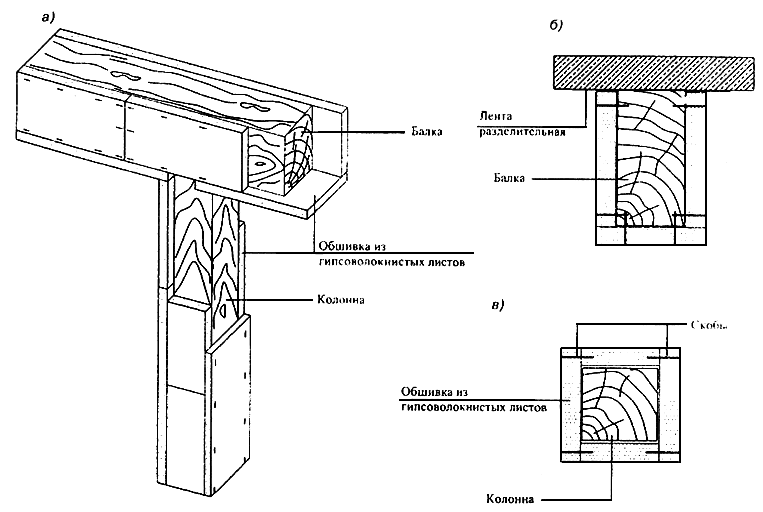 а)
б)
Балка
Лента
разделительная
Балка
Обшивка из
гипсоволокнистых листов
Колонна
в)
Скобы
Обшивка из
гипсоволокнистых листов
Колонна